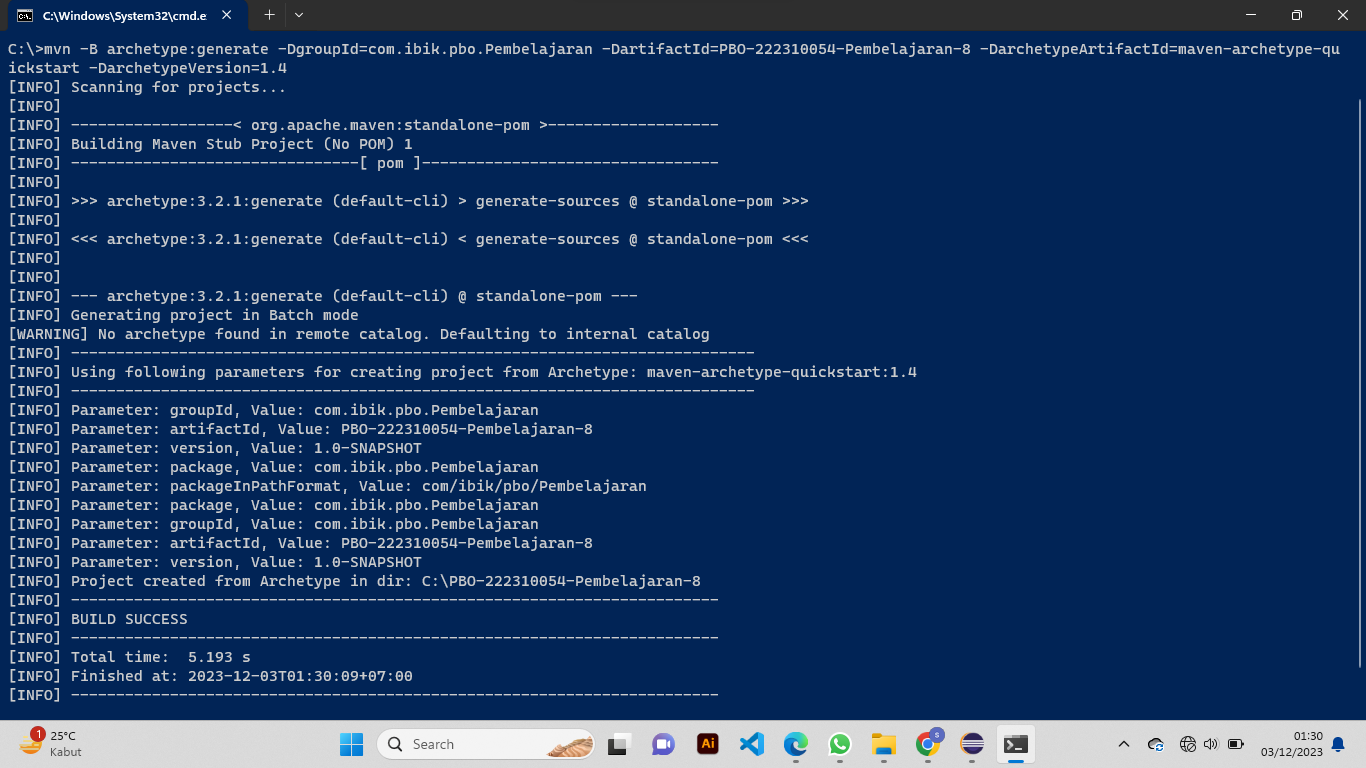 C:\Windows\System32\cmd.e
C:\>mvn -B archetype:generate -DgroupId=com.ibik.pbo.Pembelajaran -DartifactId=PBO-222310054-Pembelajaran-8 -DarchetypeArtifactId=maven-archetype-qu
ickstart -DarchetypeVersion=1.4
[INFO] Scanning for projects...
[INFO]
[INFO] ------------------< org.apache.maven:standalone-pom >-------------------
[INFO] Building Maven Stub Project (No POM) 1
[INFO] --------------------------------[ pom ]---------------------------------
[INFO]
[INFO] >>> archetype:3.2.1:generate (default-cli) > generate-sources @ standalone-pom >>>
[INFO]
[INFO] <<< archetype:3.2.1:generate (default-cli) < generate-sources @ standalone-pom <<<
[INFO]
[INFO]
[INFO] --- archetype:3.2.1:generate (default-cli) @ standalone-pom ---
[INFO] Generating project in Batch mode
[WARNING] No archetype found in remote catalog. Defaulting to internal catalog
[INFO] ----------------------------------------------------------------------------
[INFO] Using following parameters for creating project from Archetype: maven-archetype-quickstart:1.4
[INFO] ----------------------------------------------------------------------------
[INFO] Parameter: groupId, Value: com.ibik.pbo.Pembelajaran
[INFO] Parameter: artifactId, Value: PBO-222310054-Pembelajaran-8
[INFO] Parameter: version, Value: 1.0-SNAPSHOT
[INFO] Parameter: package, Value: com.ibik.pbo.Pembelajaran
[INFO] Parameter: packageInPathFormat, Value: com/ibik/pbo/Pembelajaran
[INFO] Parameter: package, Value: com.ibik.pbo.Pembelajaran
[INFO] Parameter: groupId, Value: com.ibik.pbo.Pembelajaran
[INFO] Parameter: artifactId, Value: PBO-222310054-Pembelajaran-8
[INFO] Parameter: version, Value: 1.0-SNAPSHOT
[INFO] Project created from Archetype in dir: C:\PBO-222310054-Pembelajaran-8
[INFO] ------------------------------------------------------------------------
[INFO] BUILD SUCCESS
[INFO] ------------------------------------------------------------------------
[INFO] Total time:  5.193 s
[INFO] Finished at: 2023-12-03T01:30:09+07:00
[INFO] ------------------------------------------------------------------------
1
25°C
Kabut
Search
Ai
S
01:30
03/12/2023